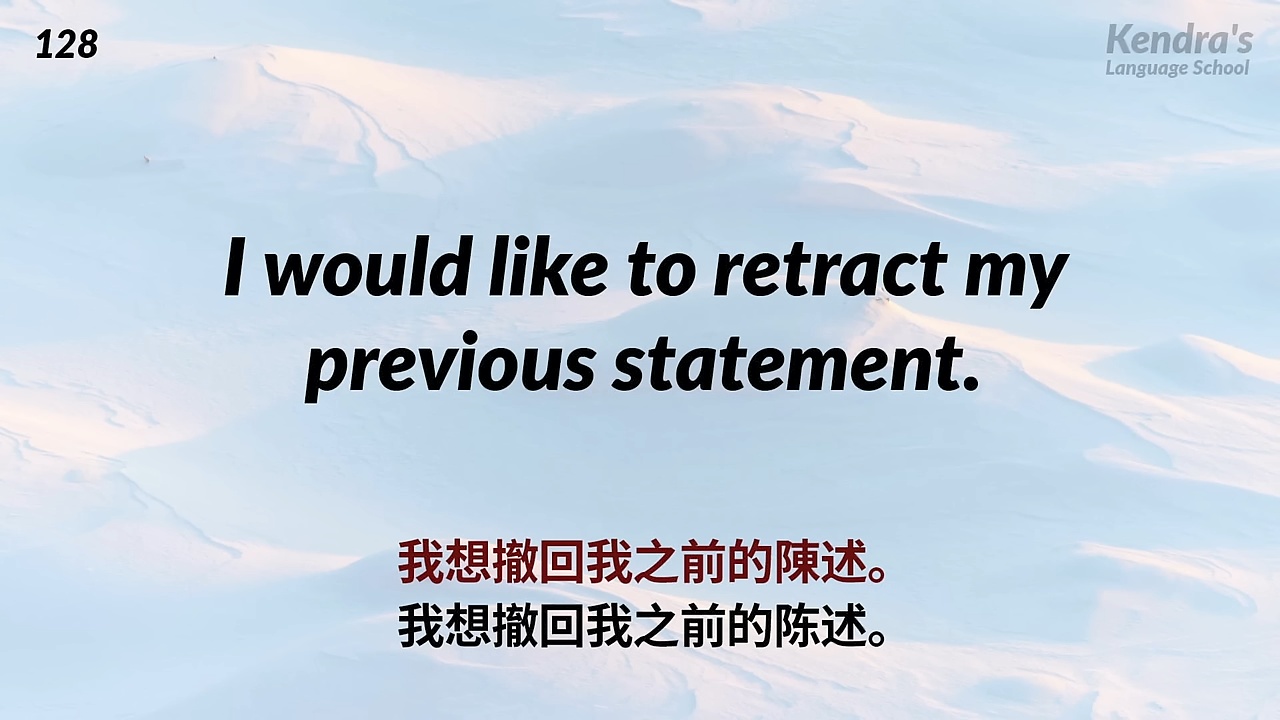 128
Kendra's
Language School
I would like to retract my
previous statement.
我想撤回我之前的陳述。
我想撤回我之前的陈述。